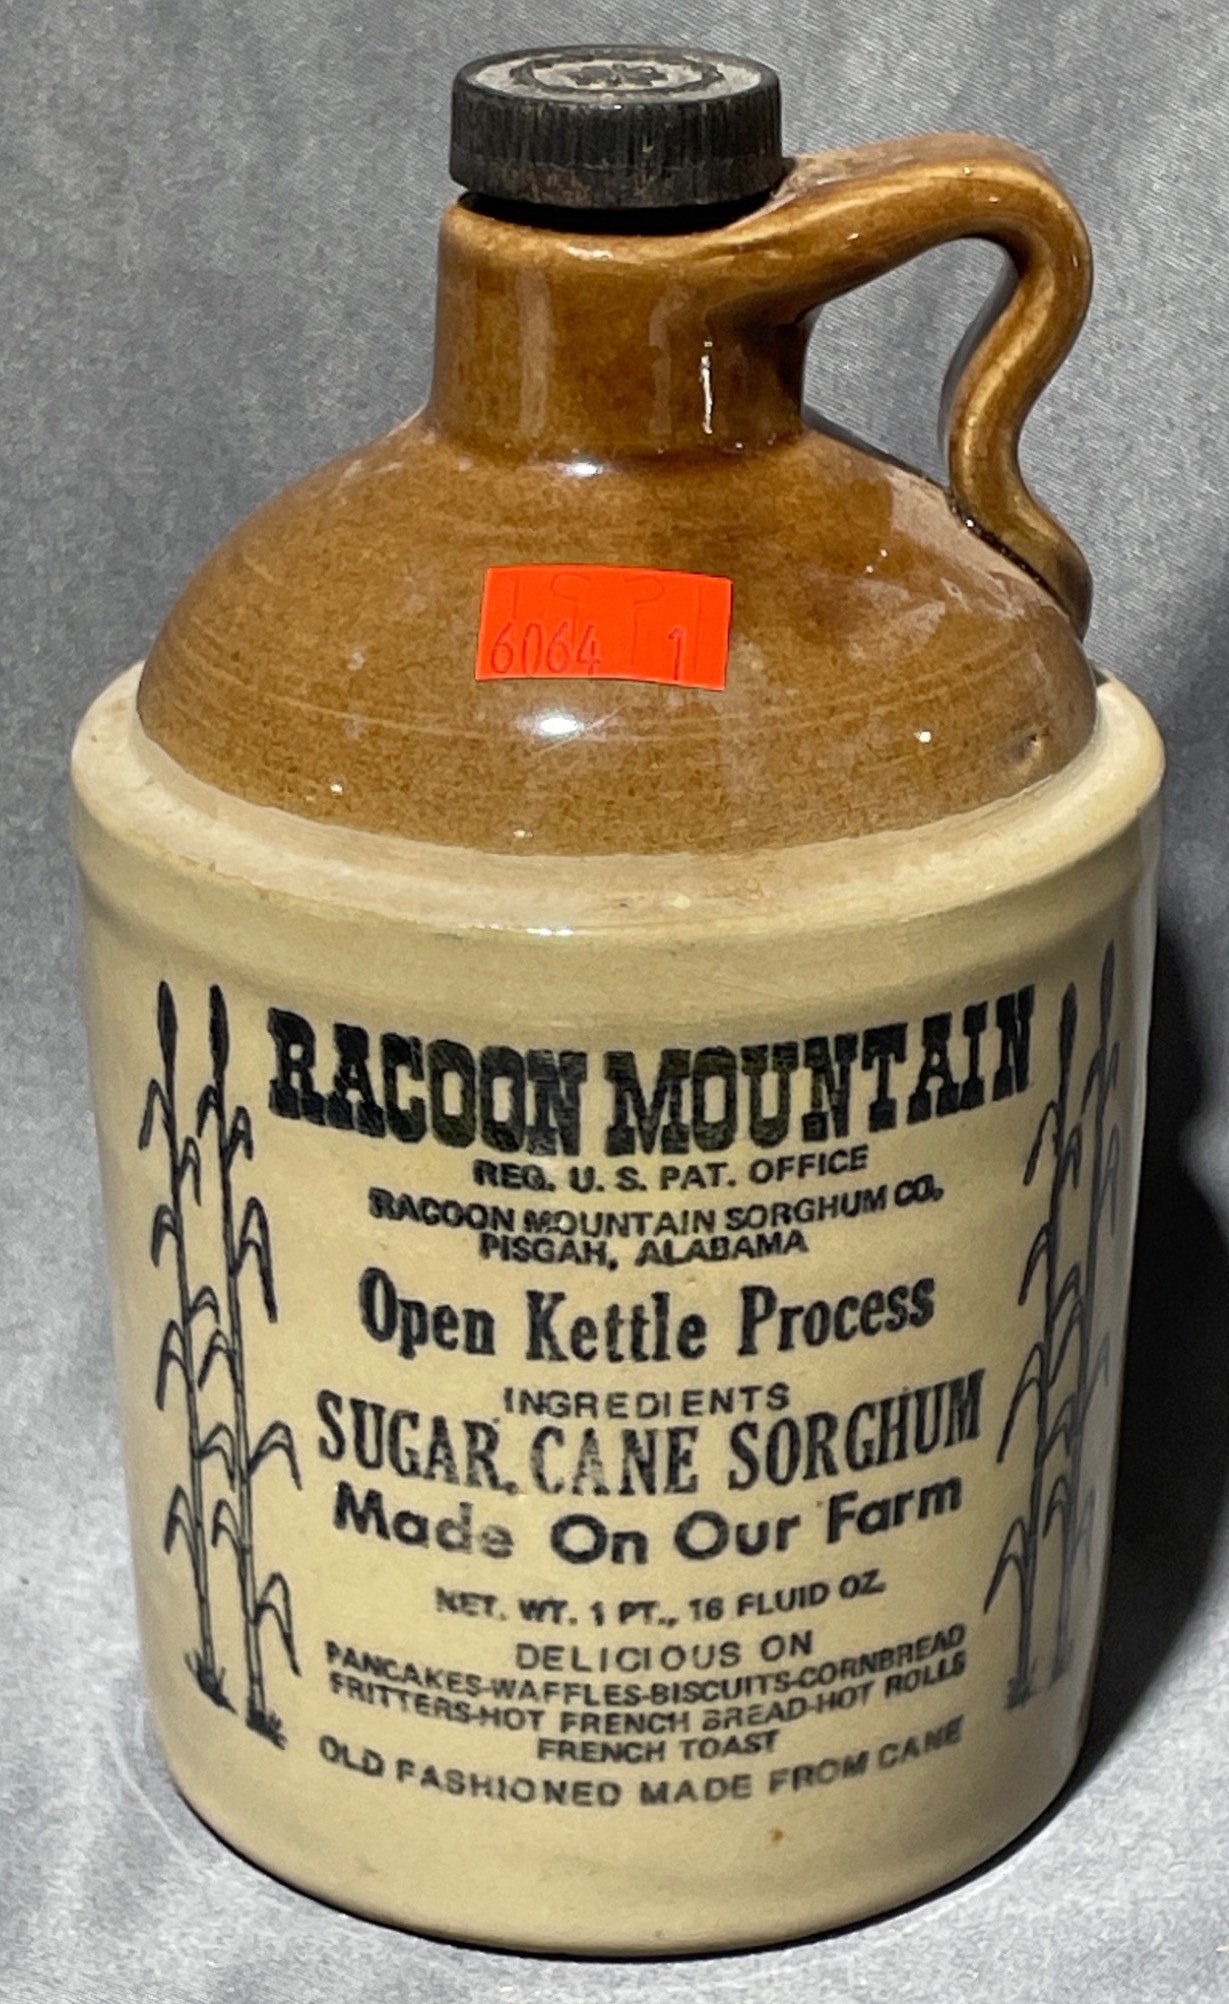 6064 1
RACOON MOUNTAIN
REG. U. S. PAT. OFFICE
RACOON MOUNTAIN SORGHUM CO.
PISGAH, ALABAMA
Open Kettle Process
INGREDIENTS
SUGAR, CANE SORGHUM
Made On Our Farm
NET. WT. 1 PT., 16 FLUID OZ.
DELICIOUS ON
PANCAKES-WAFFLES-BISCUITS-CORNBREAD
FRITTERS-HOT FRENCH BREAD-HOT ROLLS
FRENCH TOAST
OLD FASHIONED MADE FROM CANE